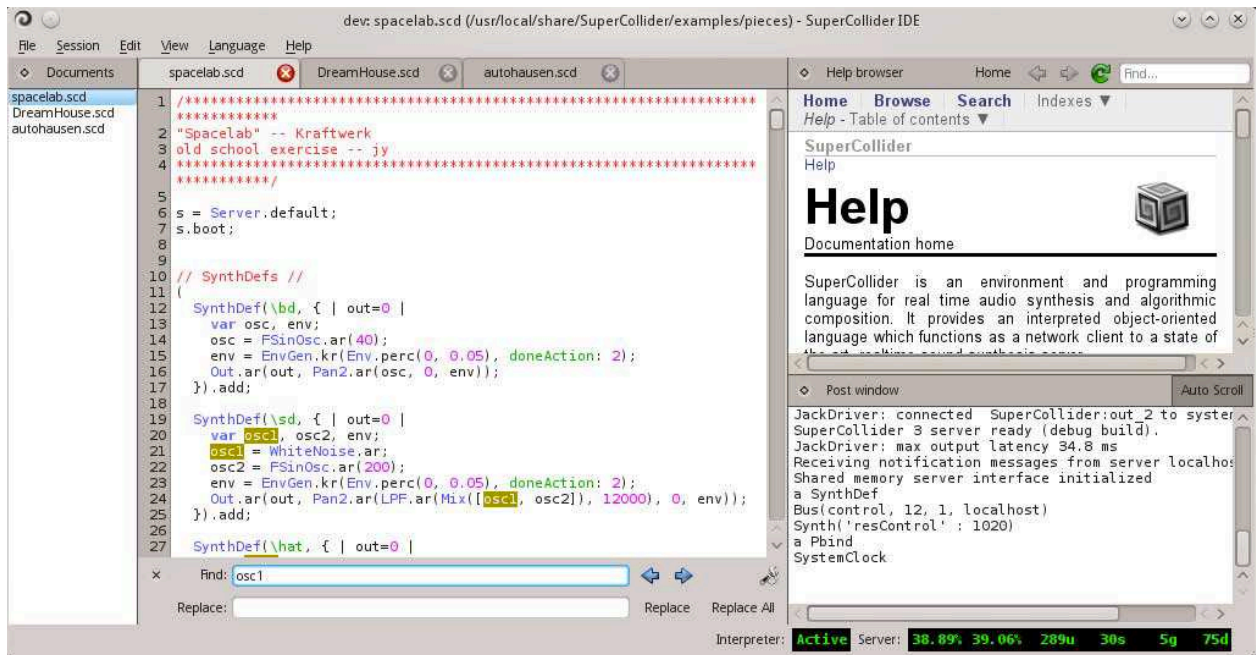 dev: spacelab.scd (/usr/local/share/SuperCollider/examples/pieces) - SuperCollider IDE
File Session Edit View Language Help
Documents
spacelab.scd
DreamHouse.scd
autohausen.scd
spacelab.scd DreamHouse.scd autohausen.scd
1 /*******************************************************************
************
2 "Spacelab" -- Kraftwerk
3 old school exercise -- jy
4 ********************************************************************
***********/
5
6 s = Server.default;
7 s.boot;
8
9
10 // SynthDefs //
11 (
12 SynthDef(\bd, { | out=0 |
13 var osc, env;
14 osc = FSinOsc.ar(40);
15 env = EnvGen.kr(Env.perc(0, 0.05), doneAction: 2);
16 Out.ar(out, Pan2.ar(osc, 0, env));
17 }).add;
18
19 SynthDef(\sd, { | out=0 |
20 var osc1, osc2, env;
21 osc1 = WhiteNoise.ar;
22 osc2 = FSinOsc.ar(200);
23 env = EnvGen.kr(Env.perc(0, 0.05), doneAction: 2);
24 Out.ar(out, Pan2.ar(LPF.ar(Mix([osc1, osc2]), 12000), 0, env));
25 }).add;
26
27 SynthDef(\hat, { | out=0 |
Find: osc1
Replace: Replace Replace All
Help browser Home Find...
Home Browse Search Indexes ▼
Help - Table of contents ▼
SuperCollider
Help
Help
Documentation home
SuperCollider is an environment and programming
language for real time audio synthesis and algorithmic
composition. It provides an interpreted object-oriented
language which functions as a network client to a state of
Post window Auto Scroll
JackDriver: connected SuperCollider:out_2 to system
SuperCollider 3 server ready (debug build).
JackDriver: max output latency 34.8 ms
Receiving notification messages from server localhos
Shared memory server interface initialized
a SynthDef
Bus(control, 12, 1, localhost)
Synth('resControl' : 1020)
a Pbind
SystemClock
Interpreter: Active Server: 38.89% 39.06% 289u 30s 5g 75d